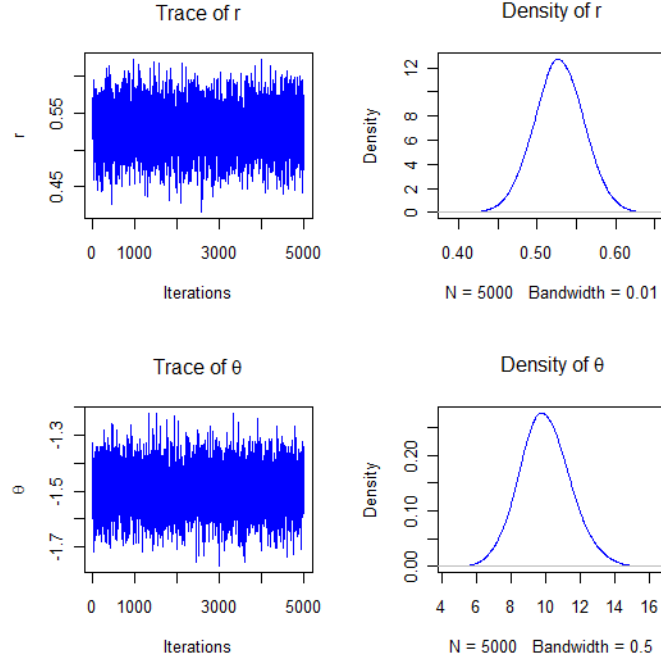 Trace of r
Density of r
r
0.45
0.55
0 1000 3000 5000
Iterations
Density
0 2 4 6 8 12
0.40 0.50 0.60
N = 5000 Bandwidth = 0.01
Trace of θ
Density of θ
θ
-1.7 -1.5 -1.3
0 1000 3000 5000
Iterations
Density
0.00 0.10 0.20
4 6 8 10 12 14 16
N = 5000 Bandwidth = 0.5